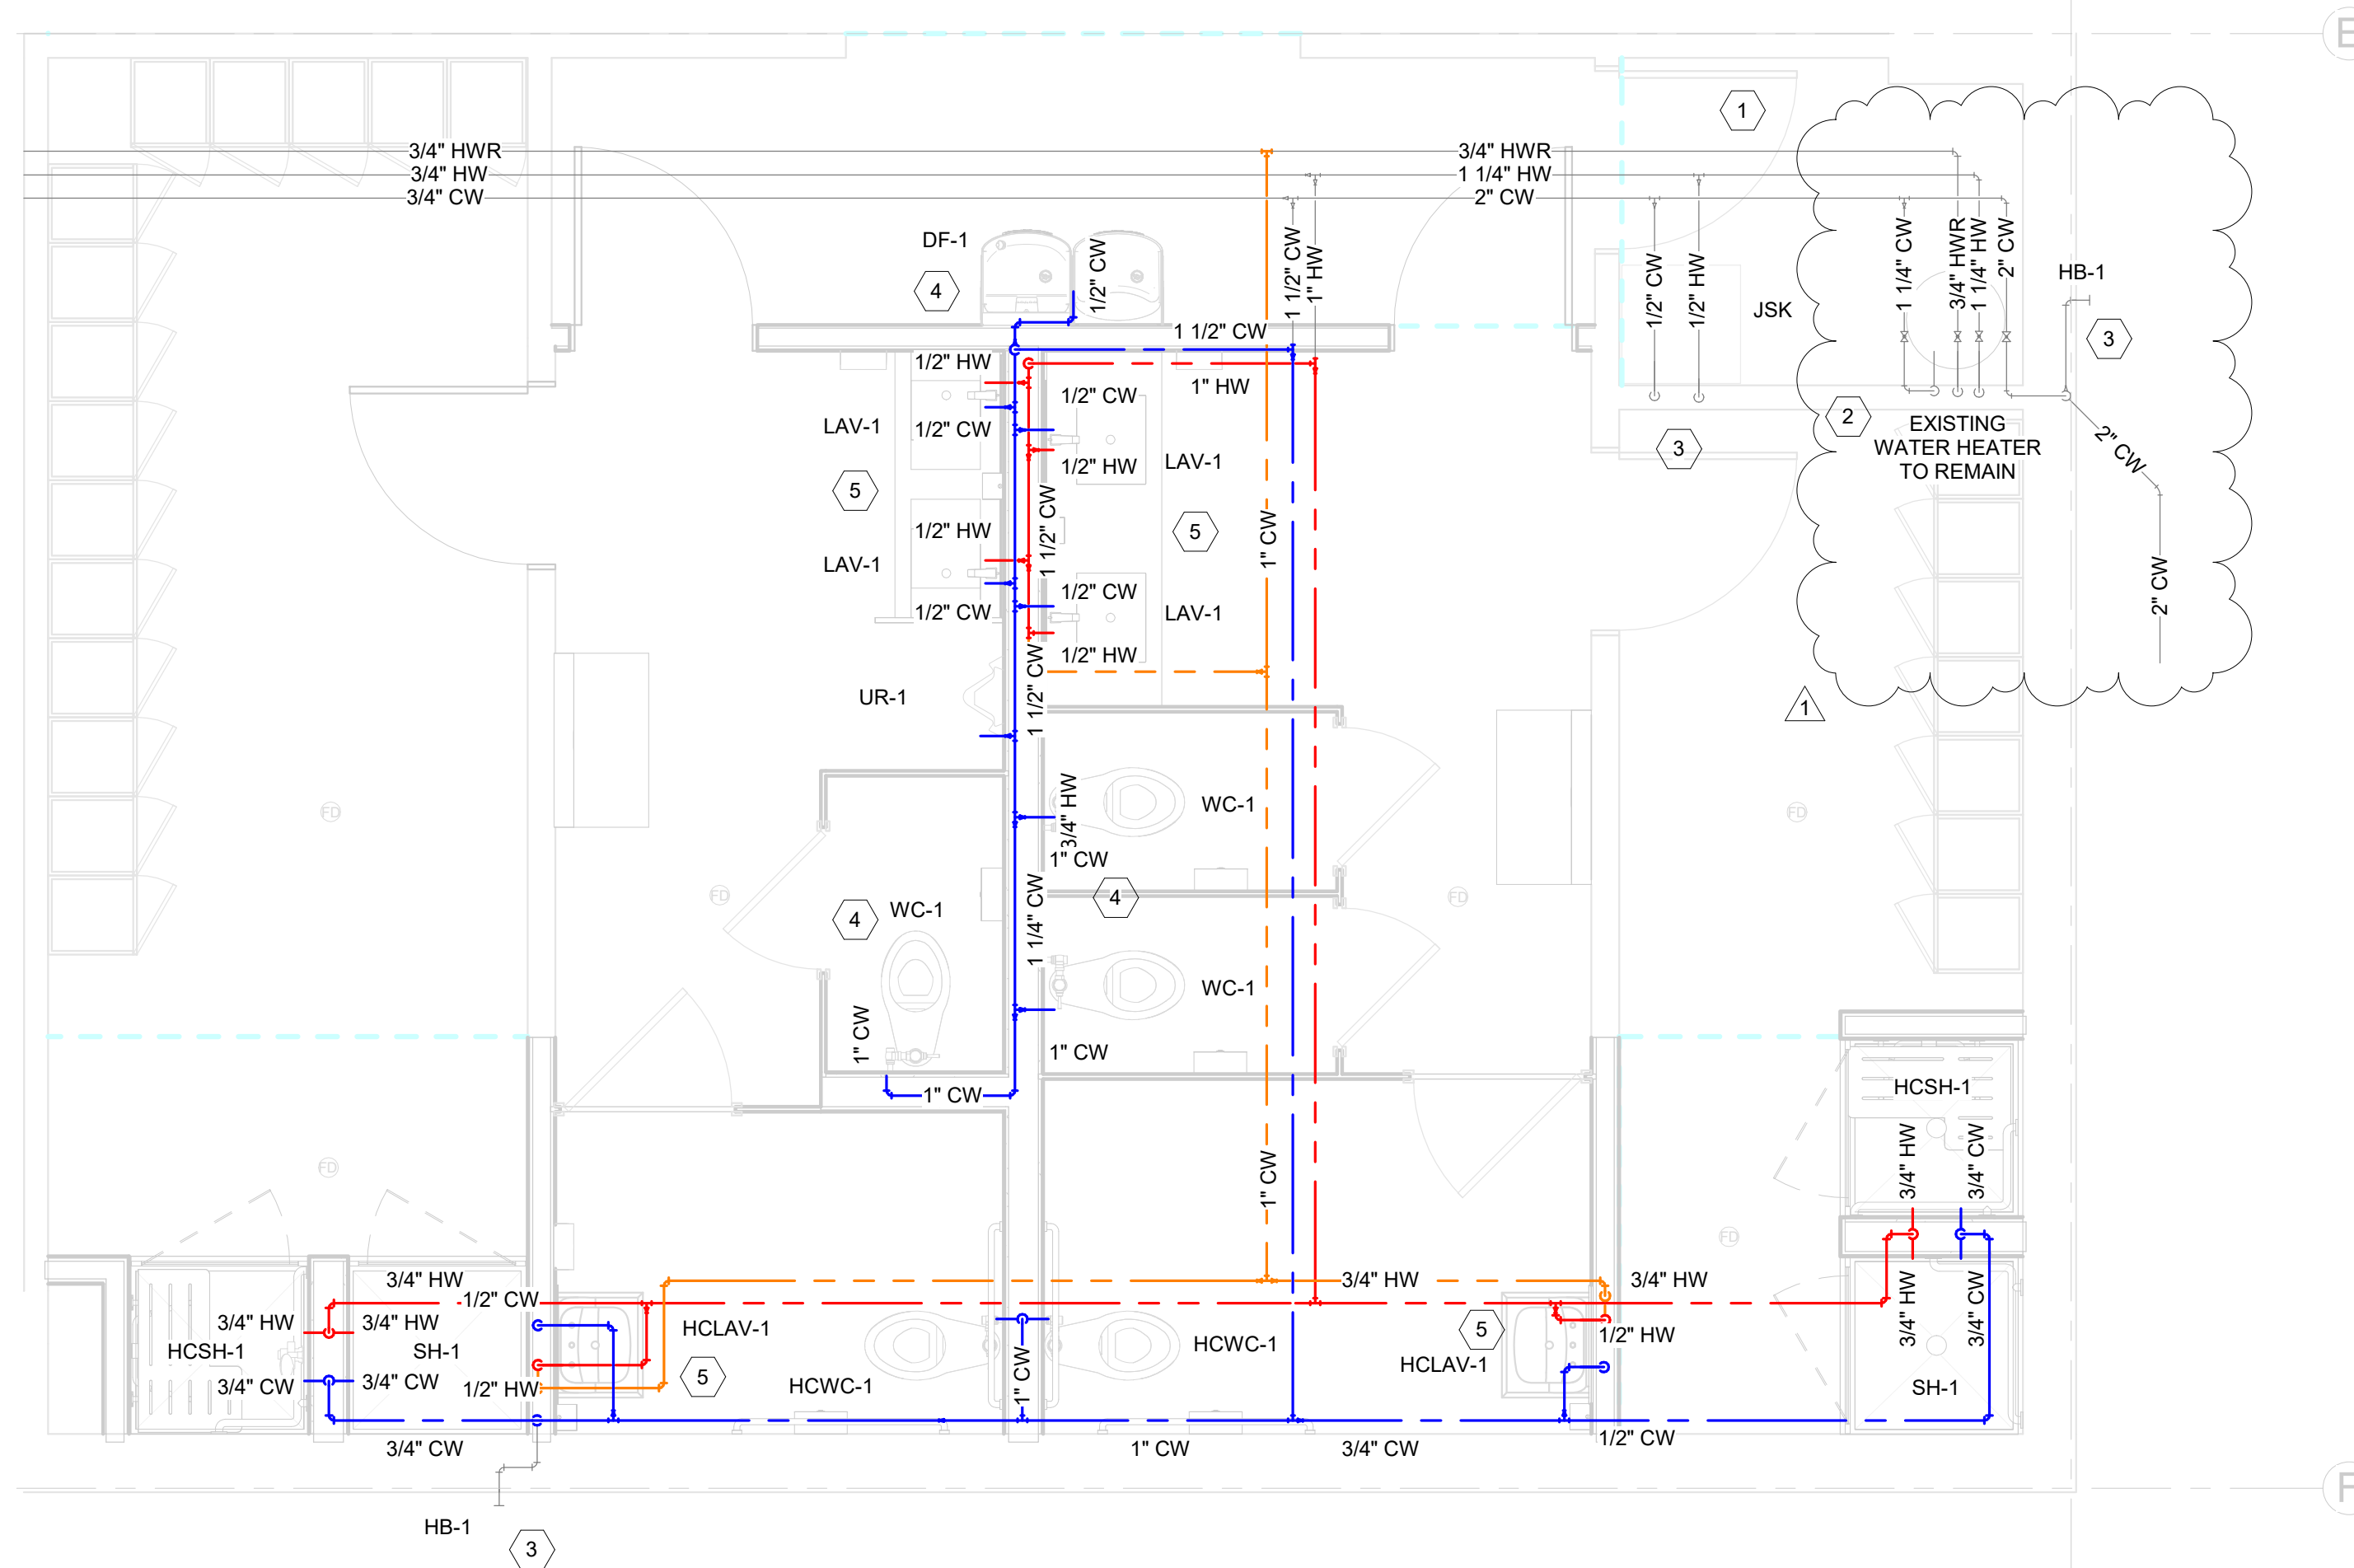 E
1
3/4" HWR
3/4" HWR
3/4" HW
1 1/4" HW
3/4" CW
2" CW
DF-1
4
1/2" CW
1 1/2" CW
1" HW
1/2" CW
1/2" HW
JSK
1 1/4" CW
3/4" HWR
1 1/4" HW
2" CW
HB-1
3
1 1/2" CW
1/2" HW
1" HW
1/2" CW
LAV-1
1/2" CW
1/2" HW
LAV-1
3
2
EXISTING
WATER HEATER
TO REMAIN
2" CW
5
1 1/2" CW
5
1" CW
1/2" HW
LAV-1
1/2" CW
1/2" CW
LAV-1
2" CW
1/2" HW
1 1/2" CW
UR-1
1
FD
3/4" HW
WC-1
FD
1" CW
FD
4
WC-1
4
FD
1 1/4" CW
WC-1
1" CW
1" CW
1" CW
HCSH-1
FD
1" CW
3/4" HW
3/4" CW
FD
3/4" HW
1/2" CW
3/4" HW
3/4" HW
3/4" HW
3/4" HW
HCLAV-1
5
1/2" HW
3/4" HW
3/4" CW
HCSH-1
SH-1
HCWC-1
HCLAV-1
3/4" CW
3/4" CW
1/2" HW
5
HCWC-1
1" CW
SH-1
3/4" CW
1" CW
3/4" CW
1/2" CW
F
HB-1
3